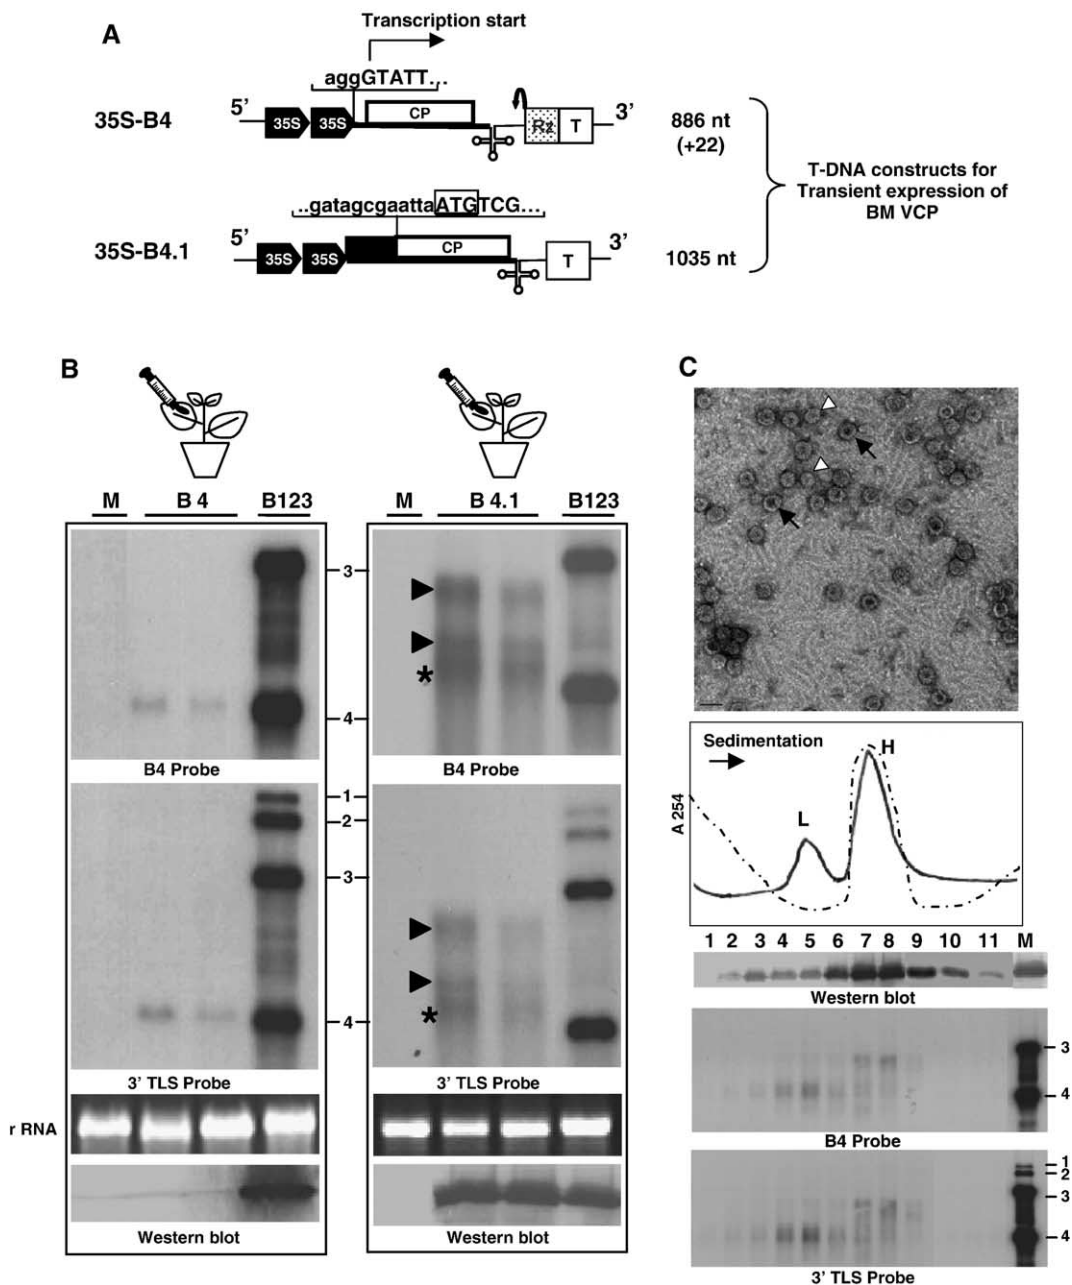 A
Transcription start
aggGTATT...
35S-B4
5'
35S
35S
CP
Rz
T
3'
886 nt
(+22)
..gatagcgaattaATGTCG...
35S-B4.1
5'
35S
35S
CP
T
3'
1035 nt
T-DNA constructs for
Transient expression of
BM VCP
B
M B 4 B123
M B 4.1 B123
3
*
4
B4 Probe
B4 Probe
1
2
3
*
4
3' TLS Probe
3' TLS Probe
r RNA
Western blot
Western blot
C
Sedimentation
H
L
A 254
1 2 3 4 5 6 7 8 9 10 11 M
Western blot
3
4
B4 Probe
1
2
3
4
3' TLS Probe